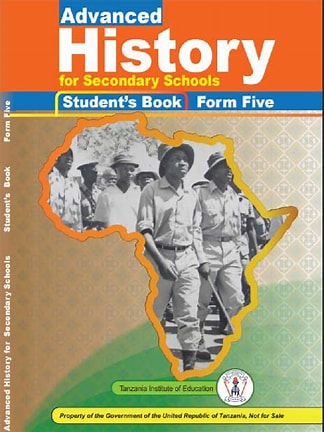 Advanced
History
for Secondary Schools
Student's Book Form Five
Tanzania Institute of Education
Property of the Government of the United Republic of Tanzania, Not for Sale
Advanced History for Secondary Schools Student's Book Form Five